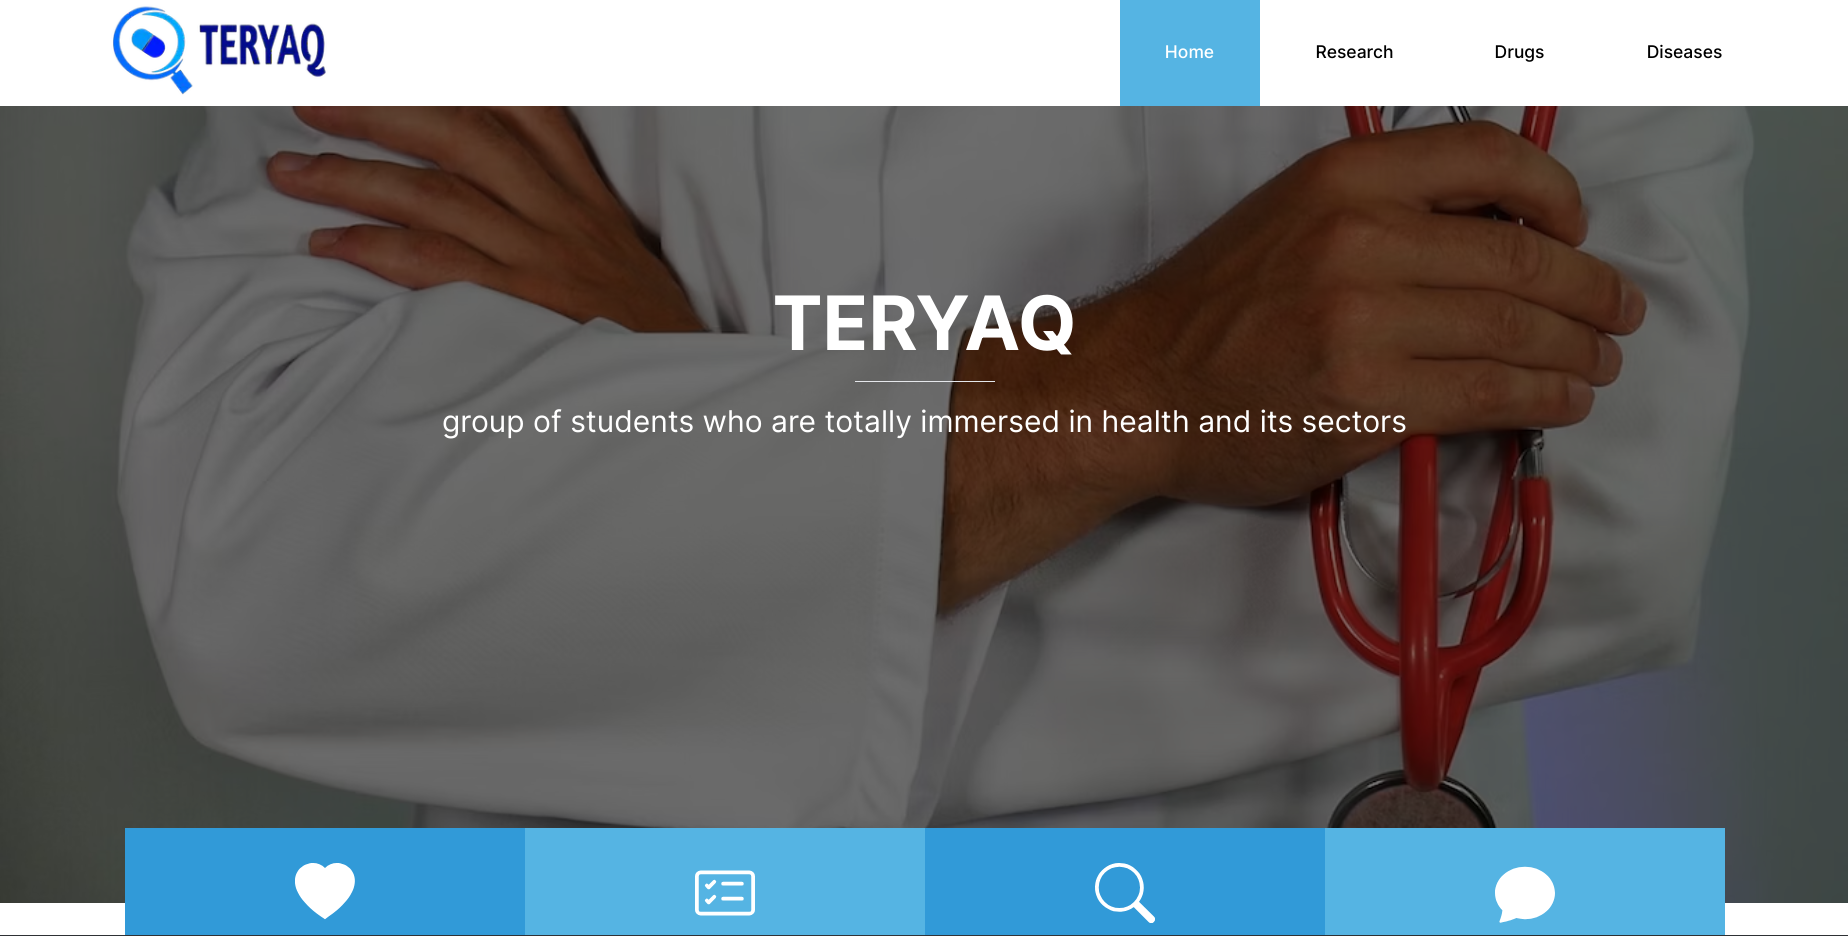 TERYAQ
Home
Research
Drugs
Diseases
TERYAQ
group of students who are totally immersed in health and its sectors